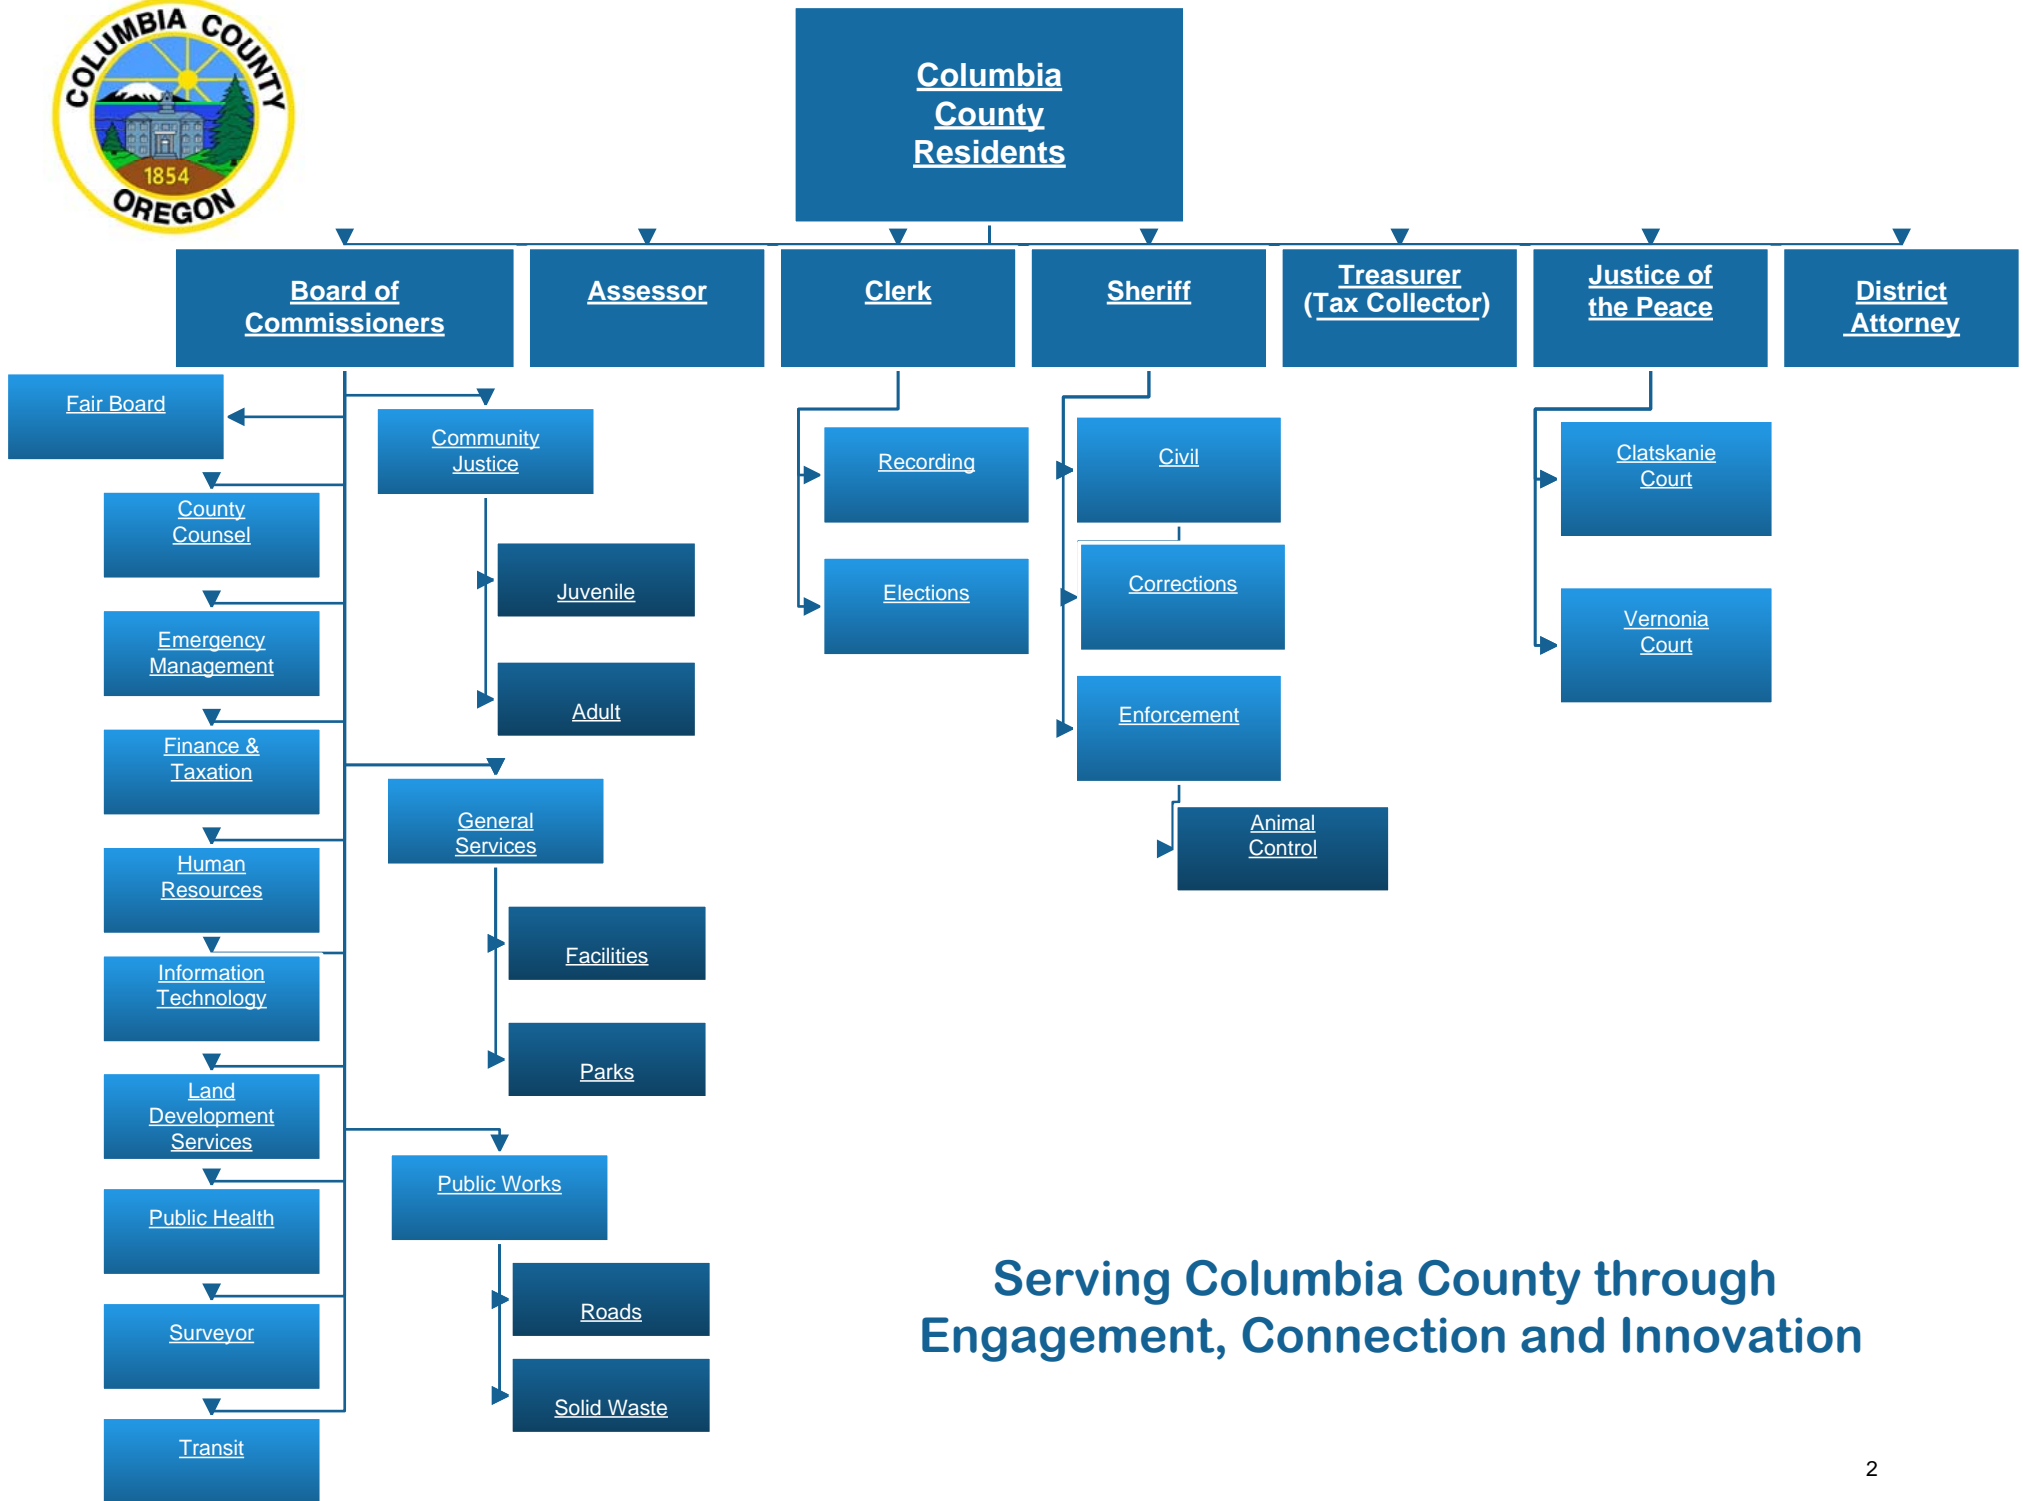 COLUMBIA COUNTY
1854
OREGON
Columbia
County
Residents
Board of
Commissioners
Assessor
Clerk
Sheriff
Treasurer
(Tax Collector)
Justice of
the Peace
District
Attorney
Fair Board
County
Counsel
Emergency
Management
Finance &
Taxation
Human
Resources
Information
Technology
Land
Development
Services
Public Health
Surveyor
Transit
Community
Justice
Juvenile
Adult
General
Services
Facilities
Parks
Public Works
Roads
Solid Waste
Recording
Elections
Civil
Corrections
Enforcement
Animal
Control
Clatskanie
Court
Vernonia
Court
Serving Columbia County through
Engagement, Connection and Innovation
2